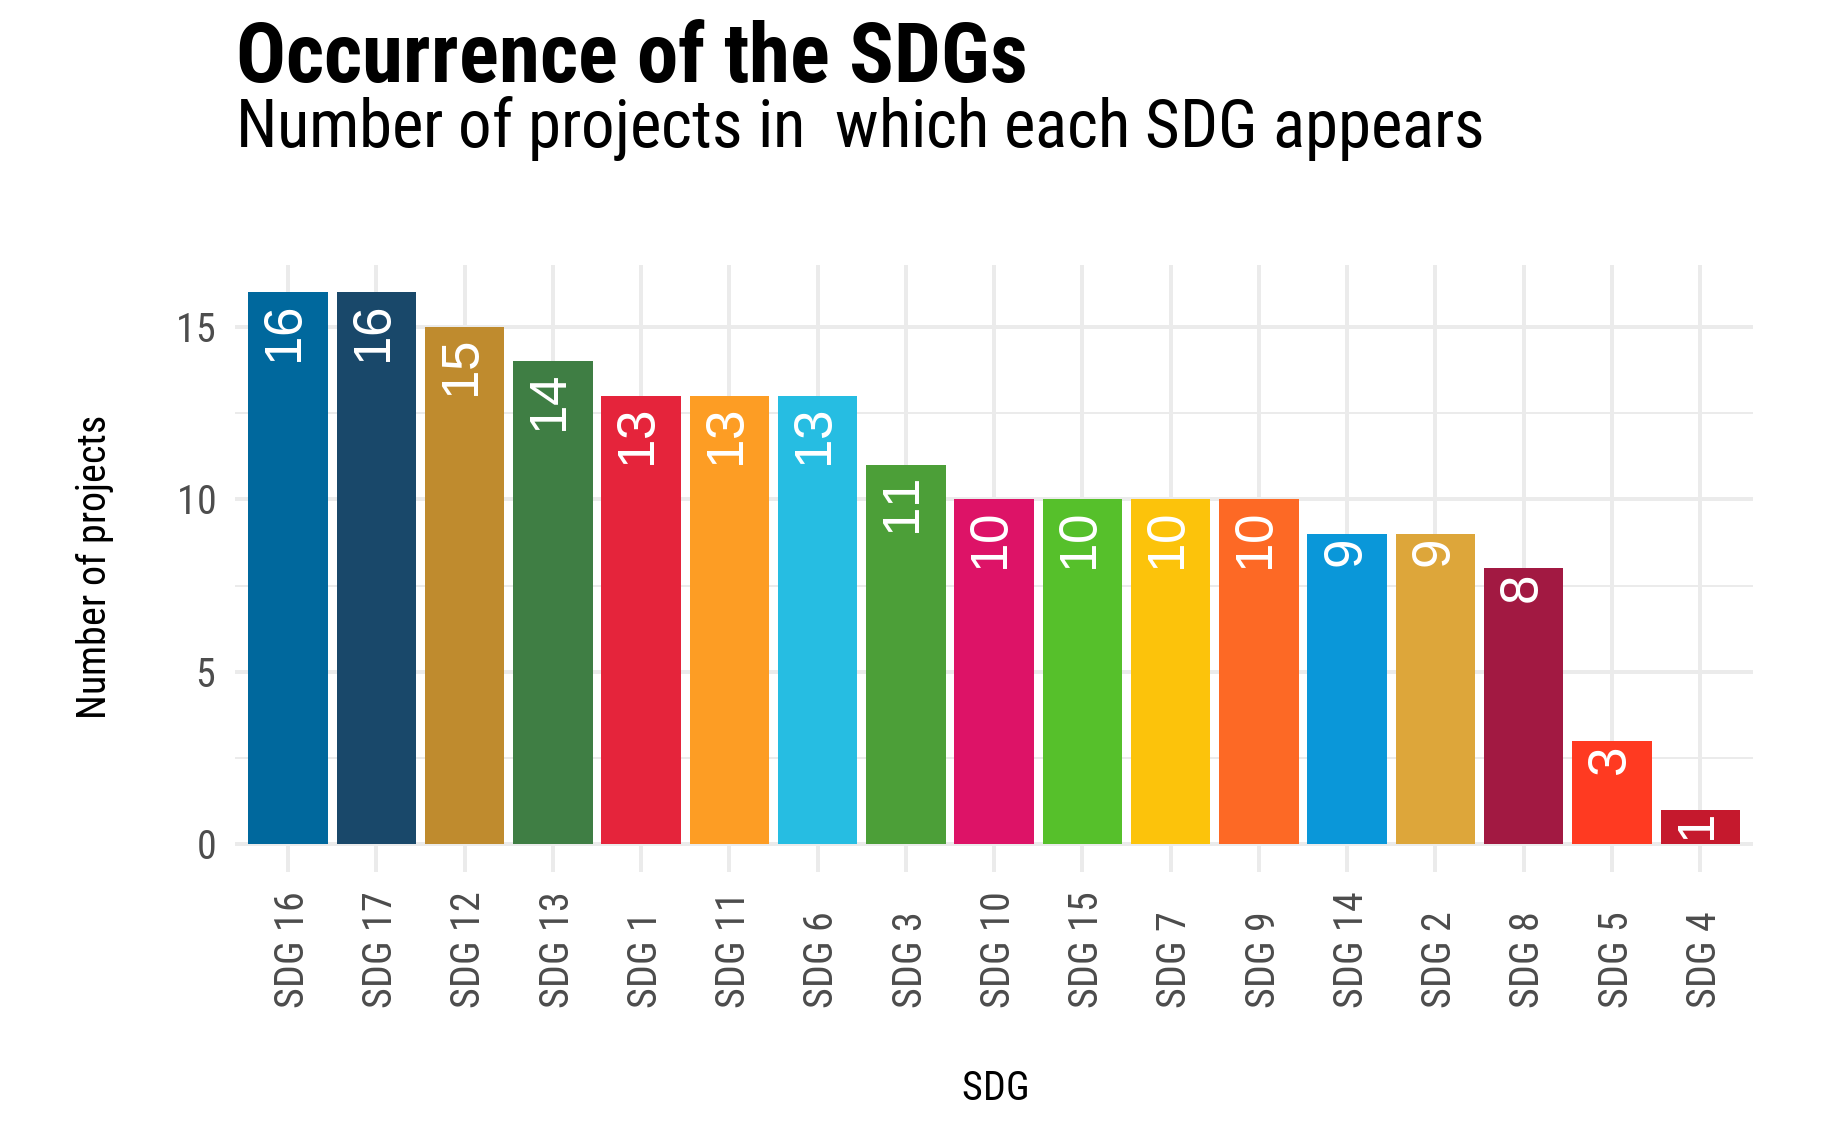 Occurrence of the SDGs
Number of projects in  which each SDG appears
Number of projects
15
10
5
0
16
16
15
14
13
13
13
11
10
10
10
10
9
9
8
3
1
SDG 16
SDG 17
SDG 12
SDG 13
SDG 1
SDG 11
SDG 6
SDG 3
SDG 10
SDG 15
SDG 7
SDG 9
SDG 14
SDG 2
SDG 8
SDG 5
SDG 4
SDG